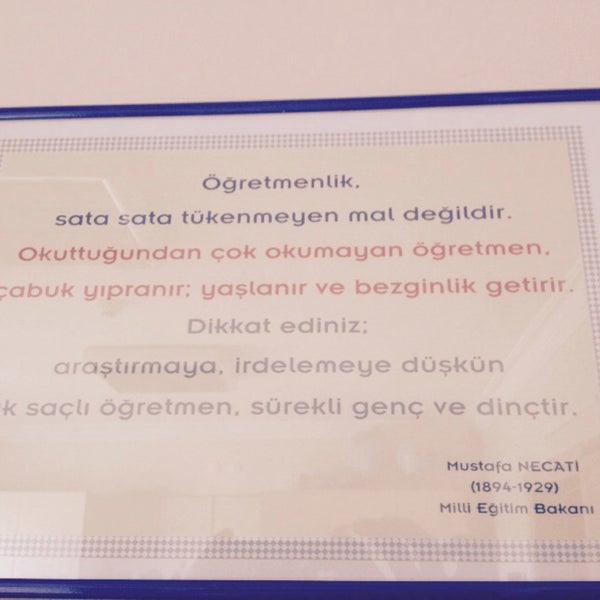 Öğretmenlik,
sata sata tükenmeyen mal değildir.
Okuttuğundan çok okumayan öğretmen,
çabuk yıpranır; yaşlanır ve bezginlik getirir.
Dikkat ediniz;
araştırmaya, irdelemeye düşkün
saçlı öğretmen, sürekli genç ve dinçtir.
Mustafa NECATİ
(1894-1929)
Milli Eğitim Bakanı